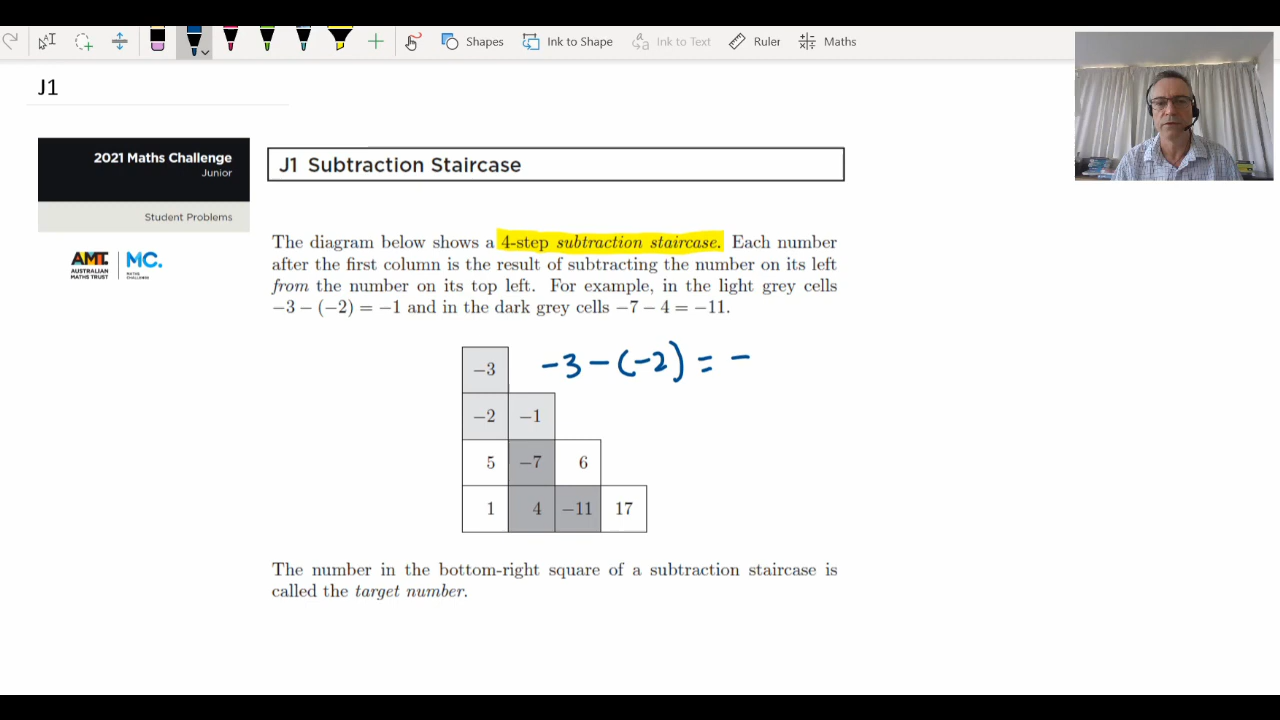 Shapes Ink to Shape Ink to Text Ruler Maths
J1
2021 Maths Challenge
Junior
Student Problems
AMT. MC.
AUSTRALIAN
MATHS TRUST
MATHS
CHALLENGE
J1 Subtraction Staircase
The diagram below shows a 4-step subtraction staircase. Each number
after the first column is the result of subtracting the number on its left
from the number on its top left. For example, in the light grey cells
−3 − (−2) = −1 and in the dark grey cells −7 − 4 = −11.
−3 -3-(-2) = -
−2 −1
5 −7 6
1 4 −11 17
The number in the bottom-right square of a subtraction staircase is
called the target number.